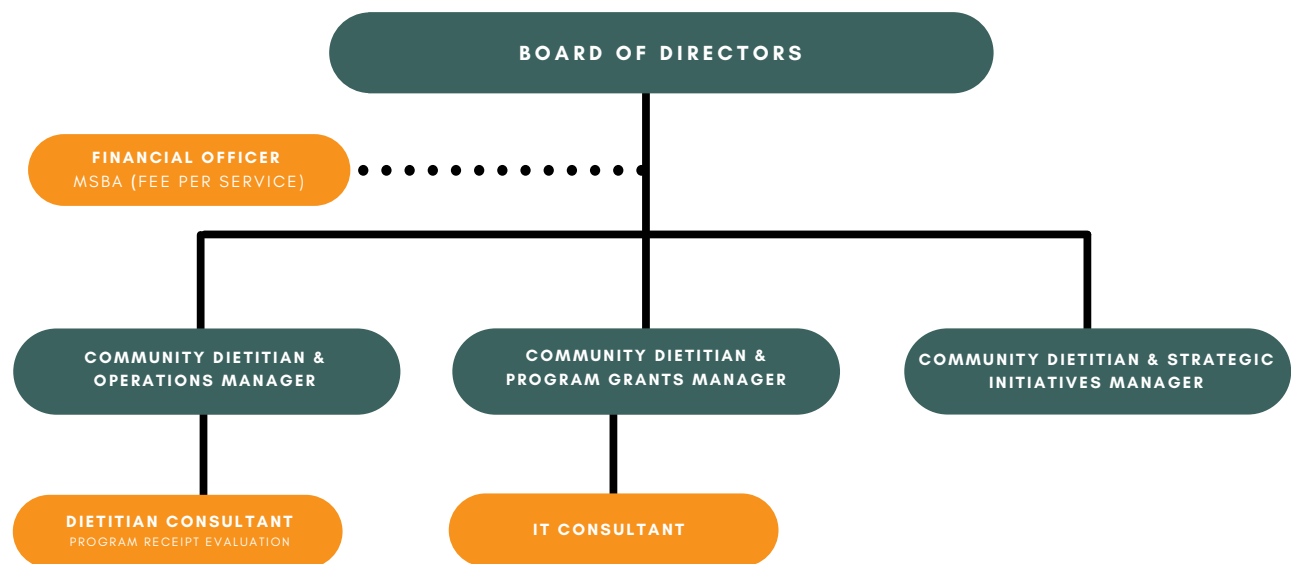 BOARD OF DIRECTORS
FINANCIAL OFFICER
MSBA (FEE PER SERVICE)
COMMUNITY DIETITIAN &
OPERATIONS MANAGER
COMMUNITY DIETITIAN &
PROGRAM GRANTS MANAGER
COMMUNITY DIETITIAN & STRATEGIC
INITIATIVES MANAGER
DIETITIAN CONSULTANT
PROGRAM RECEIPT EVALUATION
IT CONSULTANT